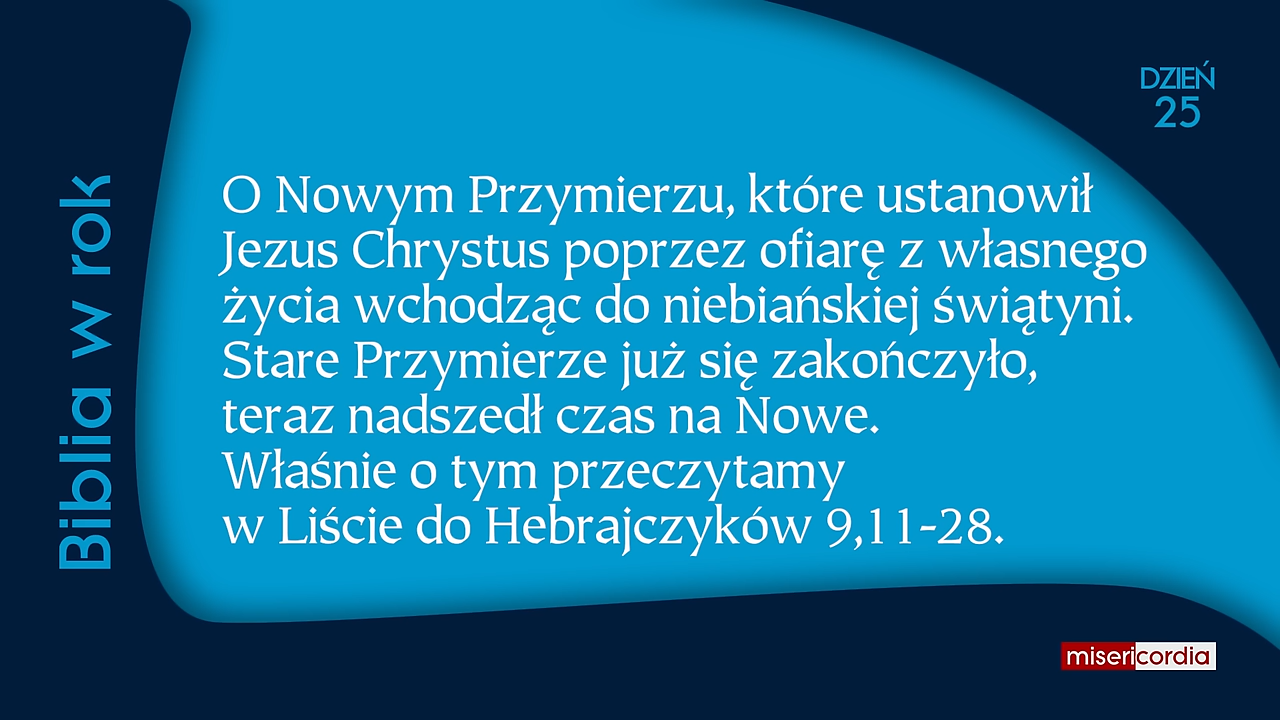 Biblia w rok
DZIEŃ
25
O Nowym Przymierzu, które ustanowił
Jezus Chrystus poprzez ofiarę z własnego
życia wchodząc do niebiańskiej świątyni.
Stare Przymierze już się zakończyło,
teraz nadszedł czas na Nowe.
Właśnie o tym przeczytamy
w Liście do Hebrajczyków 9,11-28.
misericordia